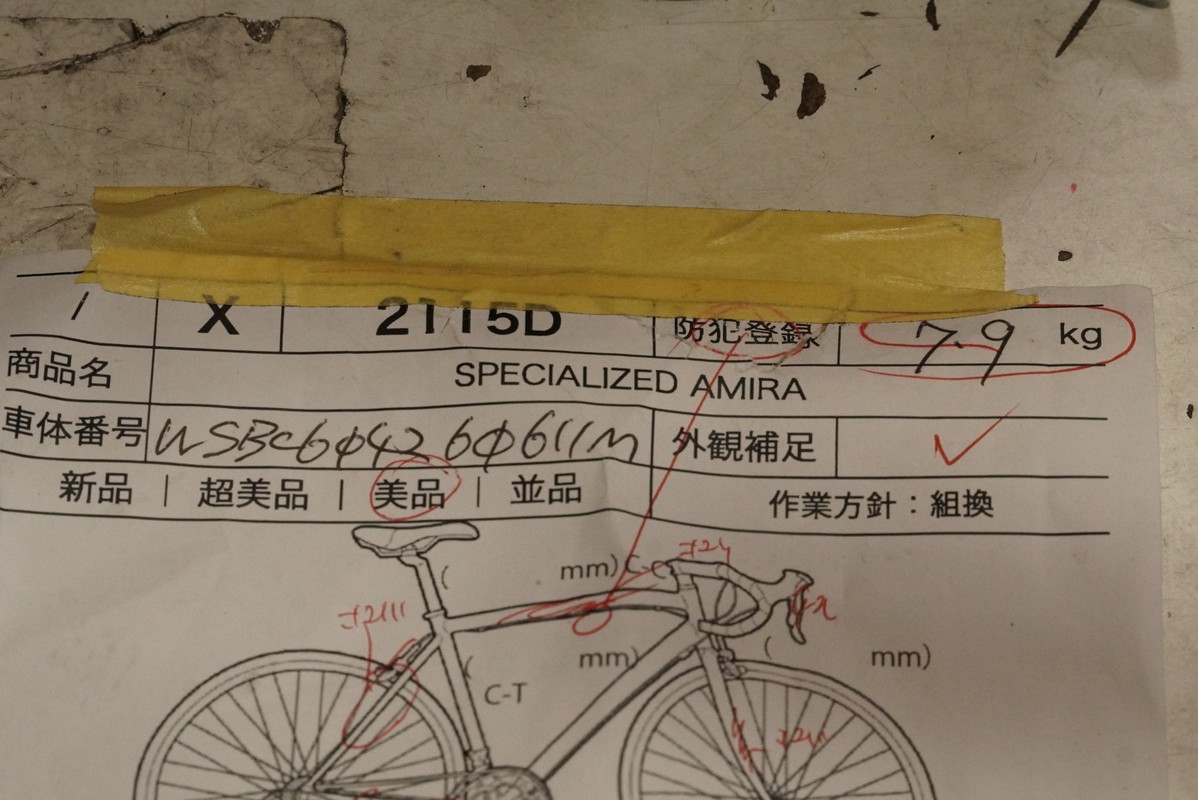 / X 2115D 防犯登録 7.9 kg
商品名 SPECIALIZED AMIRA
車体番号 WSBC6042606611M 外観補足 ✓
新品 | 超美品 | 美品 | 並品 作業方針：組換
( mm) C-C
( mm) ( mm)
C-T